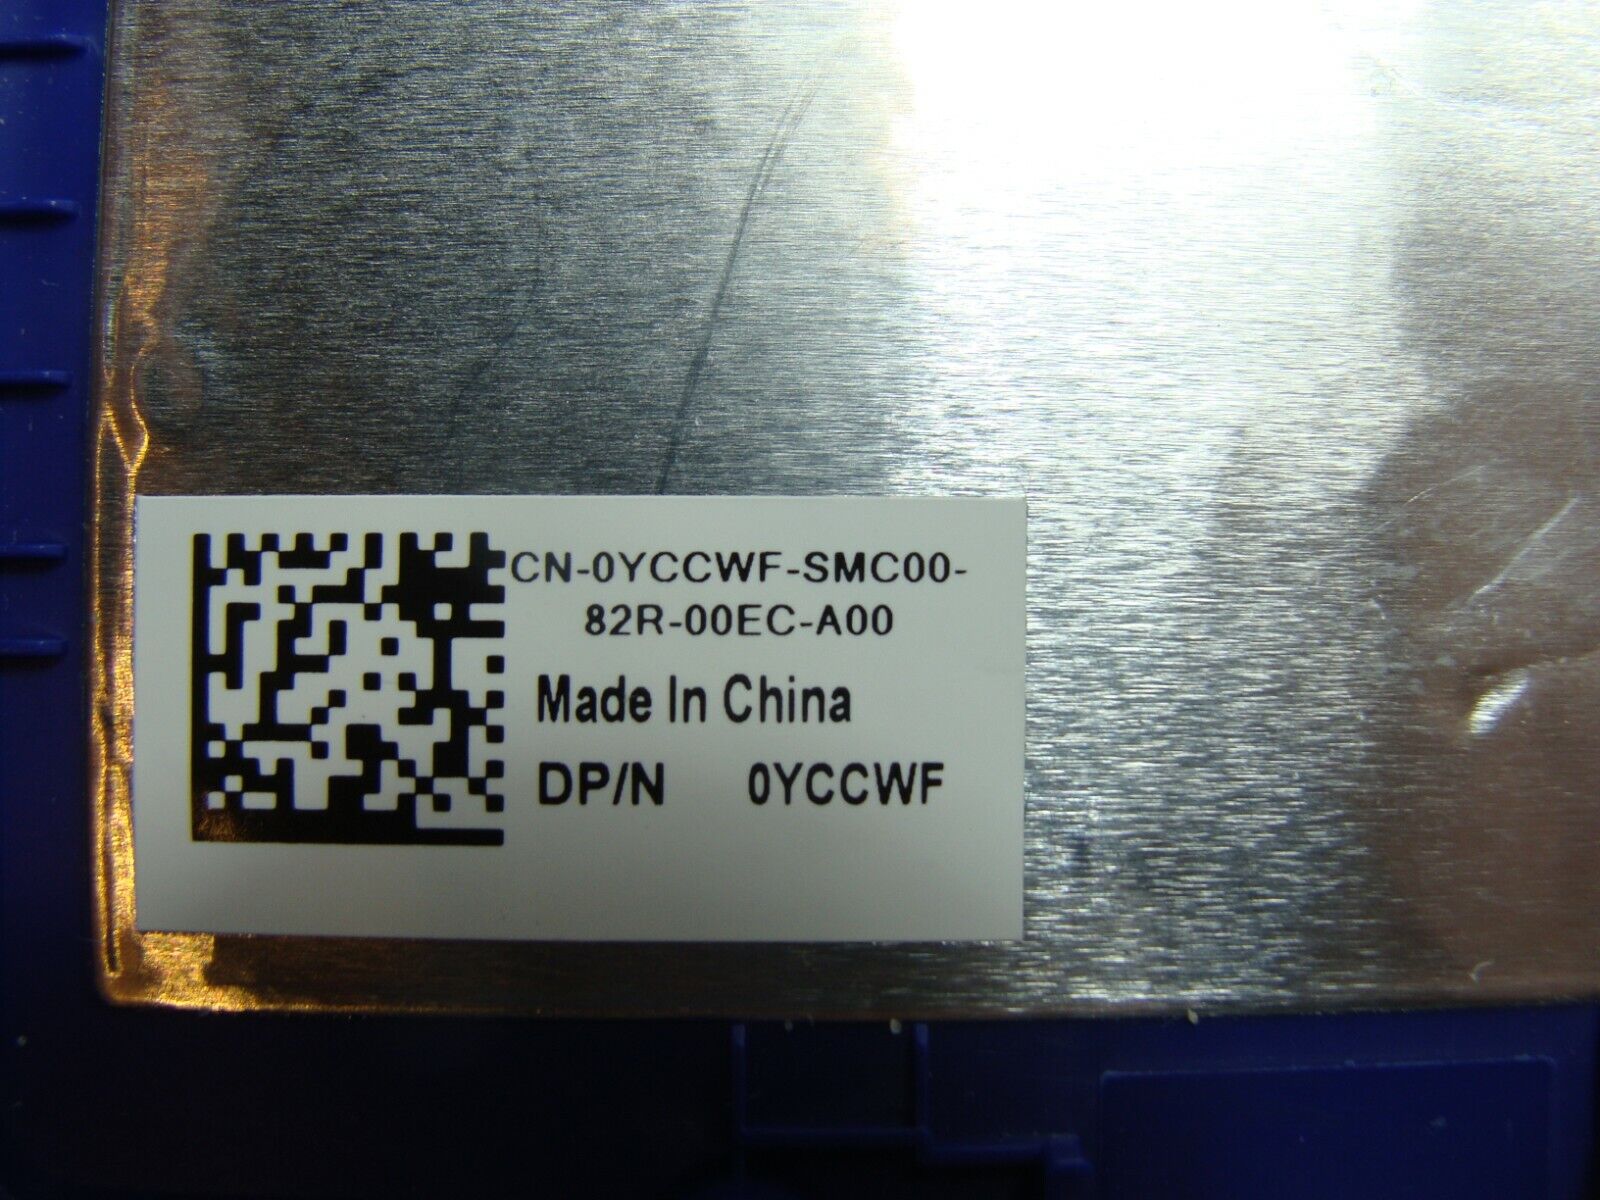 CN-0YCCWF-SMC00-
82R-00EC-A00
Made In China
DP/N 0YCCWF